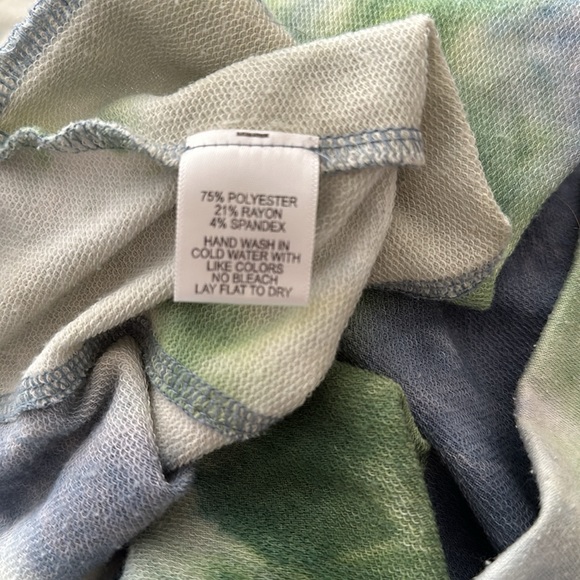 75% POLYESTER
21% RAYON
4% SPANDEX
HAND WASH IN
COLD WATER WITH
LIKE COLORS
NO BLEACH
LAY FLAT TO DRY